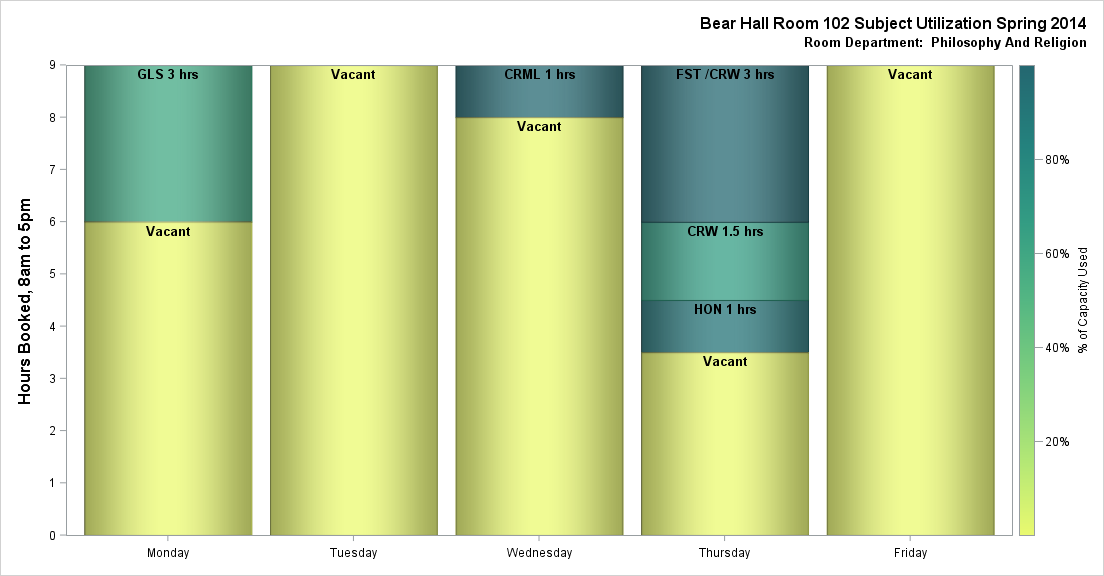 Bear Hall Room 102 Subject Utilization Spring 2014
Room Department:  Philosophy And Religion
Hours Booked, 8am to 5pm
9
8
7
6
5
4
3
2
1
0
GLS 3 hrs
Vacant
Vacant
CRML 1 hrs
Vacant
FST /CRW 3 hrs
CRW 1.5 hrs
HON 1 hrs
Vacant
Vacant
Monday
Tuesday
Wednesday
Thursday
Friday
80%
60%
40%
20%
% of Capacity Used